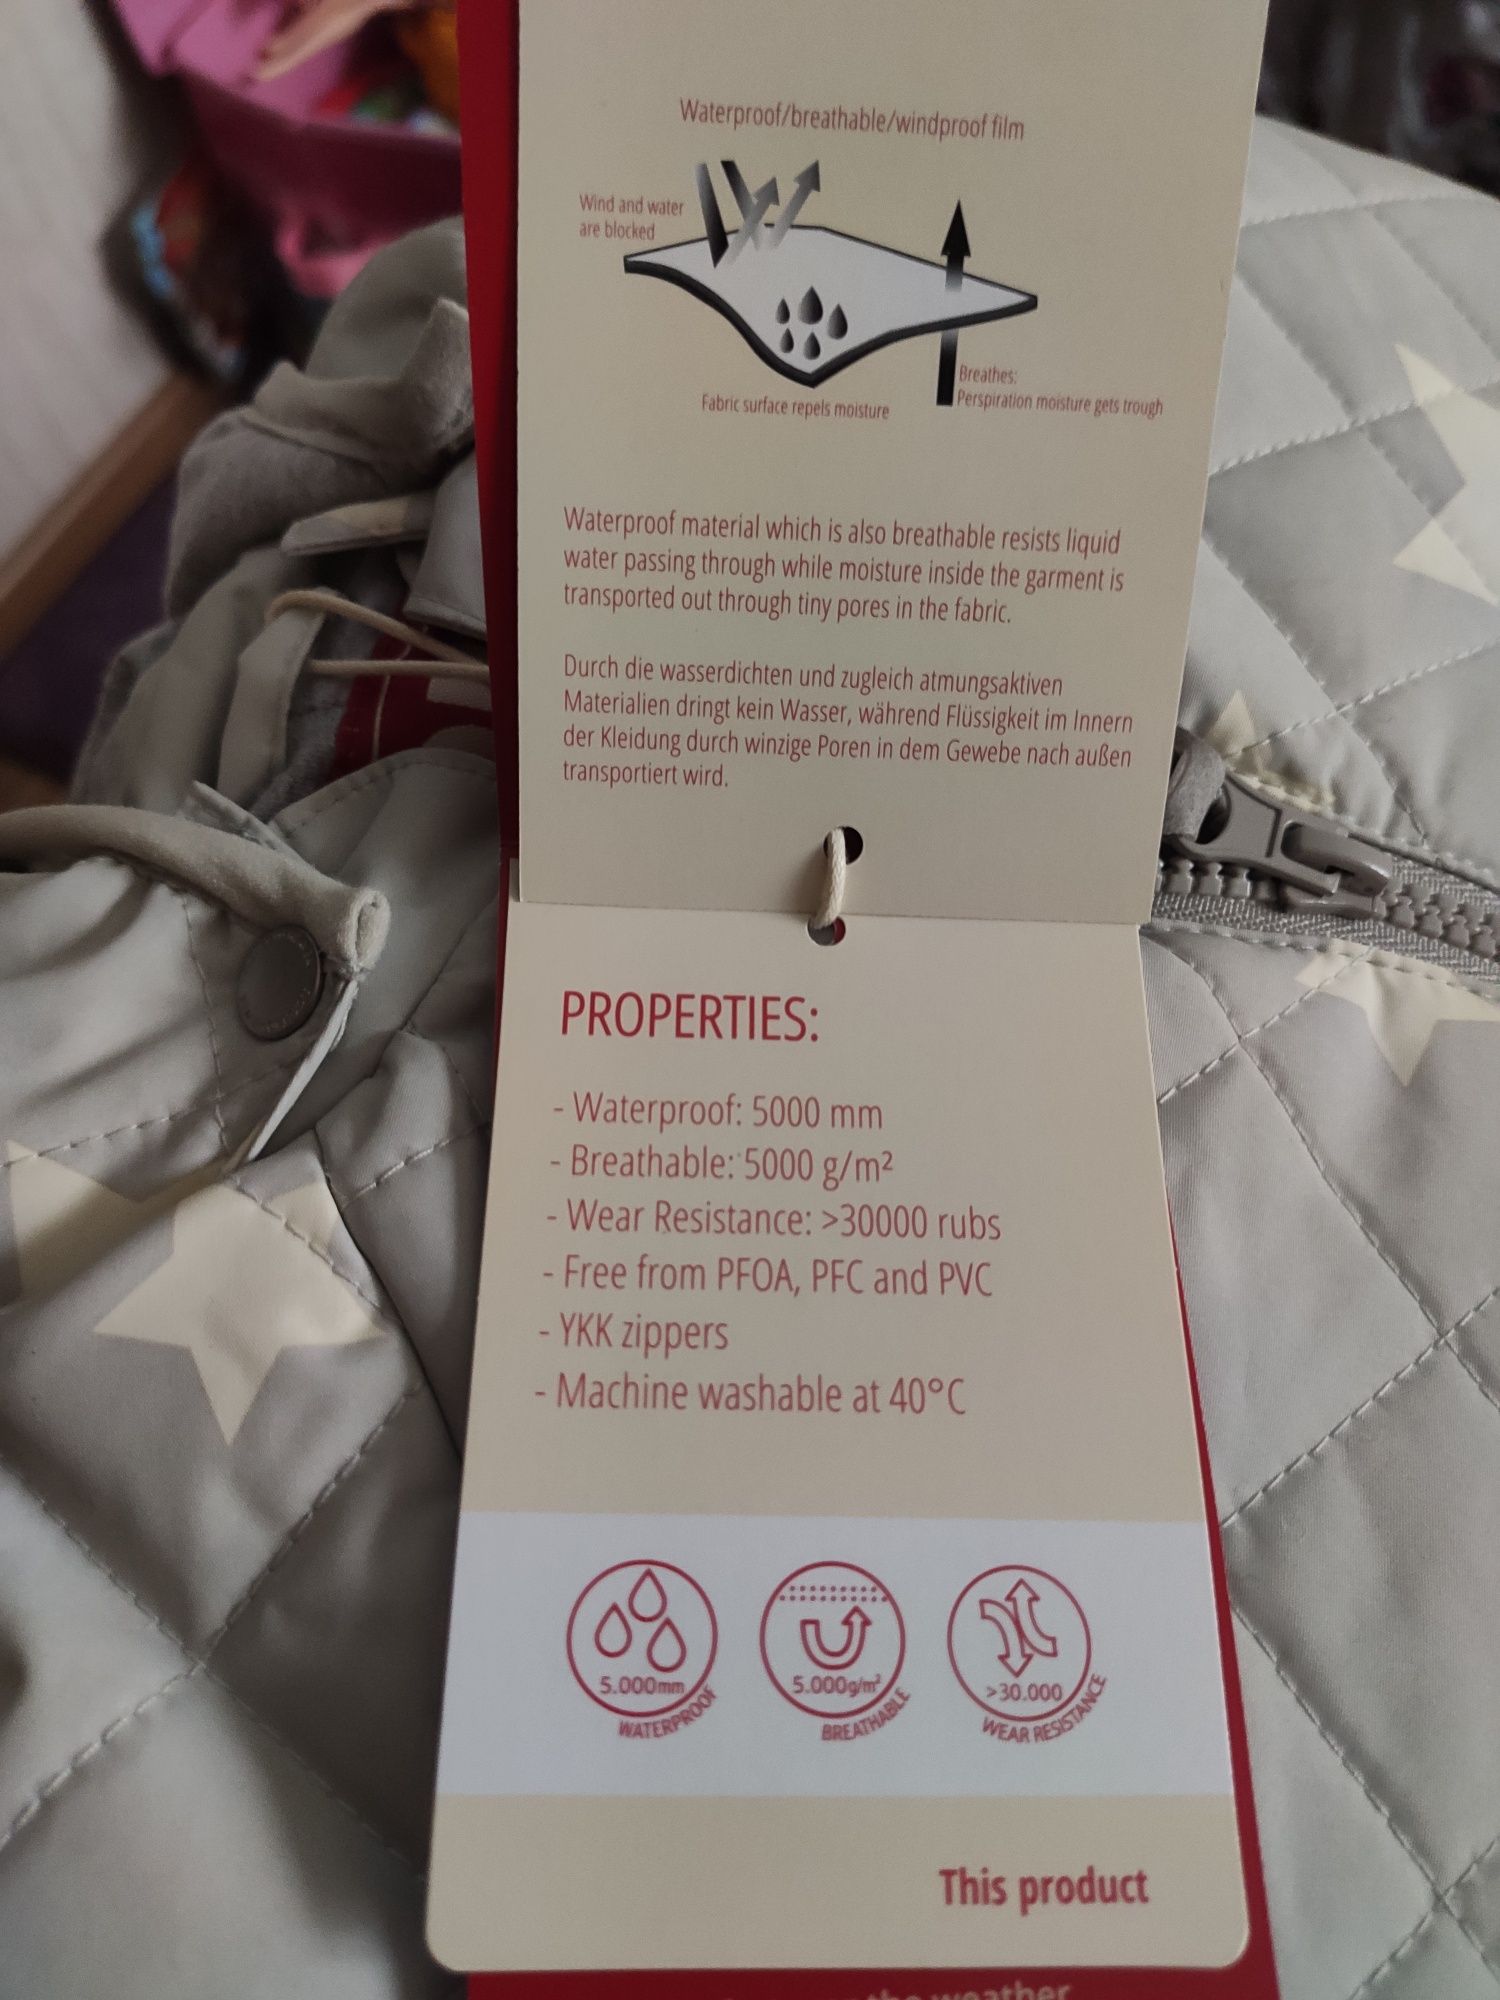 Waterproof/breathable/windproof film
Wind and water
are blocked
Breathes:
Perspiration moisture gets trough
Fabric surface repels moisture
Waterproof material which is also breathable resists liquid
water passing through while moisture inside the garment is
transported out through tiny pores in the fabric.
Durch die wasserdichten und zugleich atmungsaktiven
Materialien dringt kein Wasser, während Flüssigkeit im Innern
der Kleidung durch winzige Poren in dem Gewebe nach außen
transportiert wird.
PROPERTIES:
- Waterproof: 5000 mm
- Breathable: 5000 g/m²
- Wear Resistance: >30000 rubs
- Free from PFOA, PFC and PVC
- YKK zippers
- Machine washable at 40°C
5.000mm
WATERPROOF
5.000g/m²
BREATHABLE
>30.000
WEAR RESISTANCE
This product
the weather